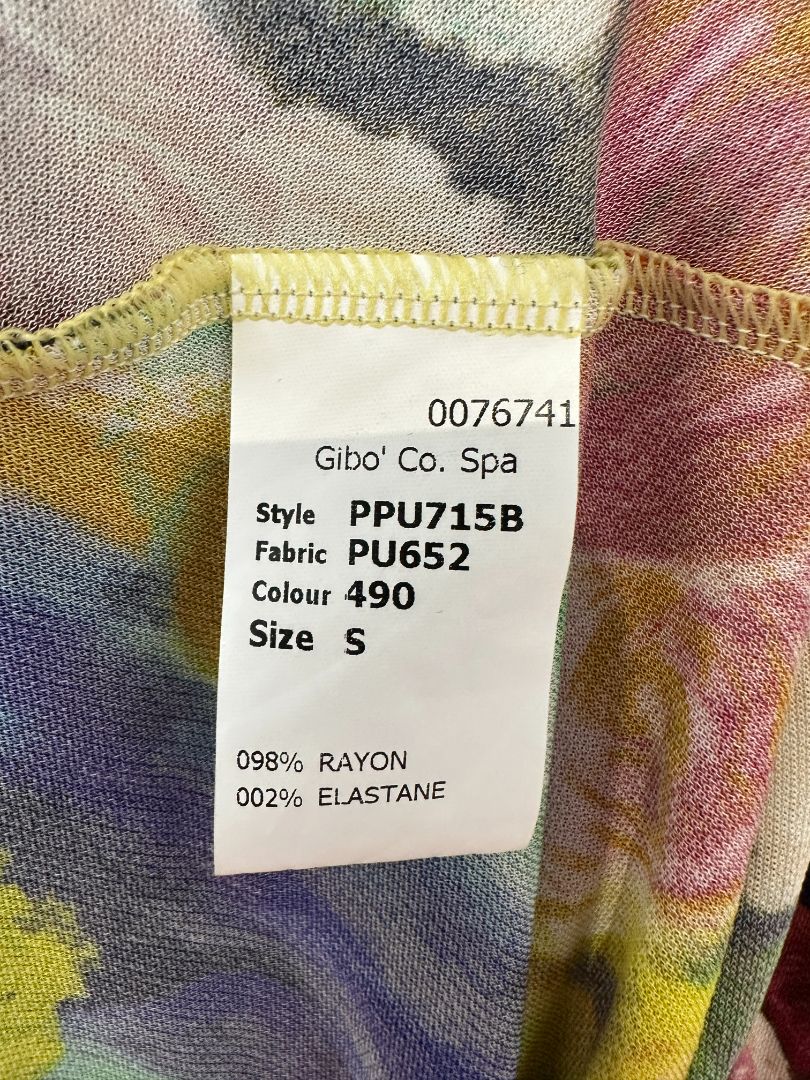 0076741
Gibo' Co. Spa
Style PPU715B
Fabric PU652
Colour 490
Size S
098% RAYON
002% ELASTANE